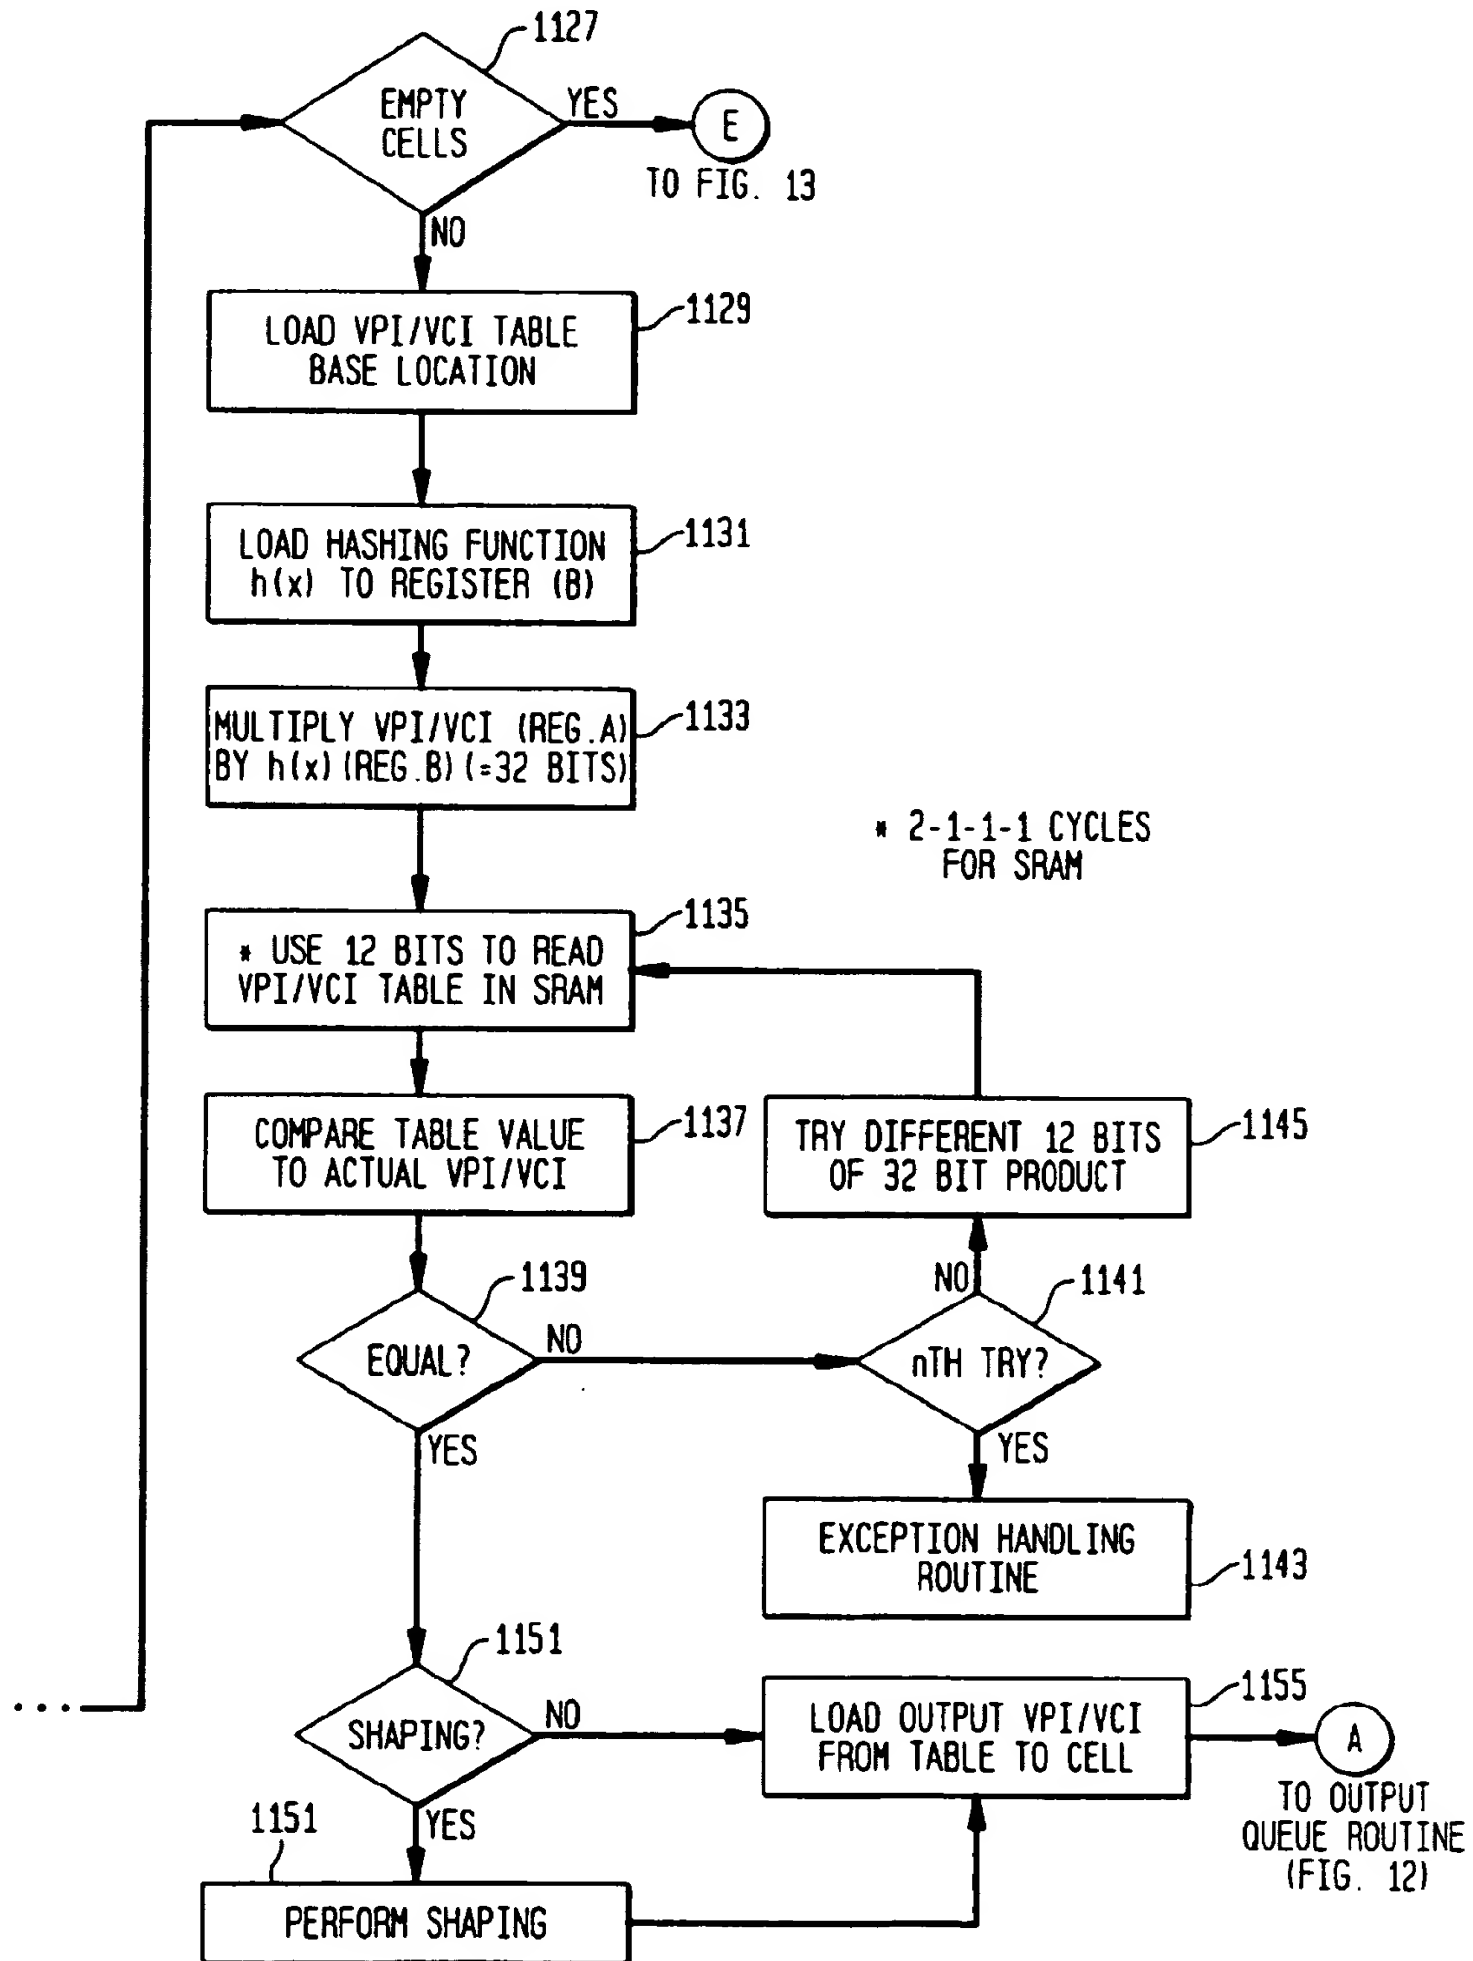 1127
EMPTY
CELLS
YES
E
TO FIG. 13
NO
LOAD VPI/VCI TABLE
BASE LOCATION
1129
LOAD HASHING FUNCTION
h(x) TO REGISTER (B)
1131
MULTIPLY VPI/VCI (REG.A)
BY h(x) (REG.B) (=32 BITS)
1133
* 2-1-1-1 CYCLES
FOR SRAM
* USE 12 BITS TO READ
VPI/VCI TABLE IN SRAM
1135
COMPARE TABLE VALUE
TO ACTUAL VPI/VCI
1137
TRY DIFFERENT 12 BITS
OF 32 BIT PRODUCT
1145
1139
EQUAL?
NO
YES
NO
1141
nTH TRY?
YES
EXCEPTION HANDLING
ROUTINE
1143
...
1151
SHAPING?
NO
YES
LOAD OUTPUT VPI/VCI
FROM TABLE TO CELL
1155
A
TO OUTPUT
QUEUE ROUTINE
(FIG. 12)
1151
PERFORM SHAPING